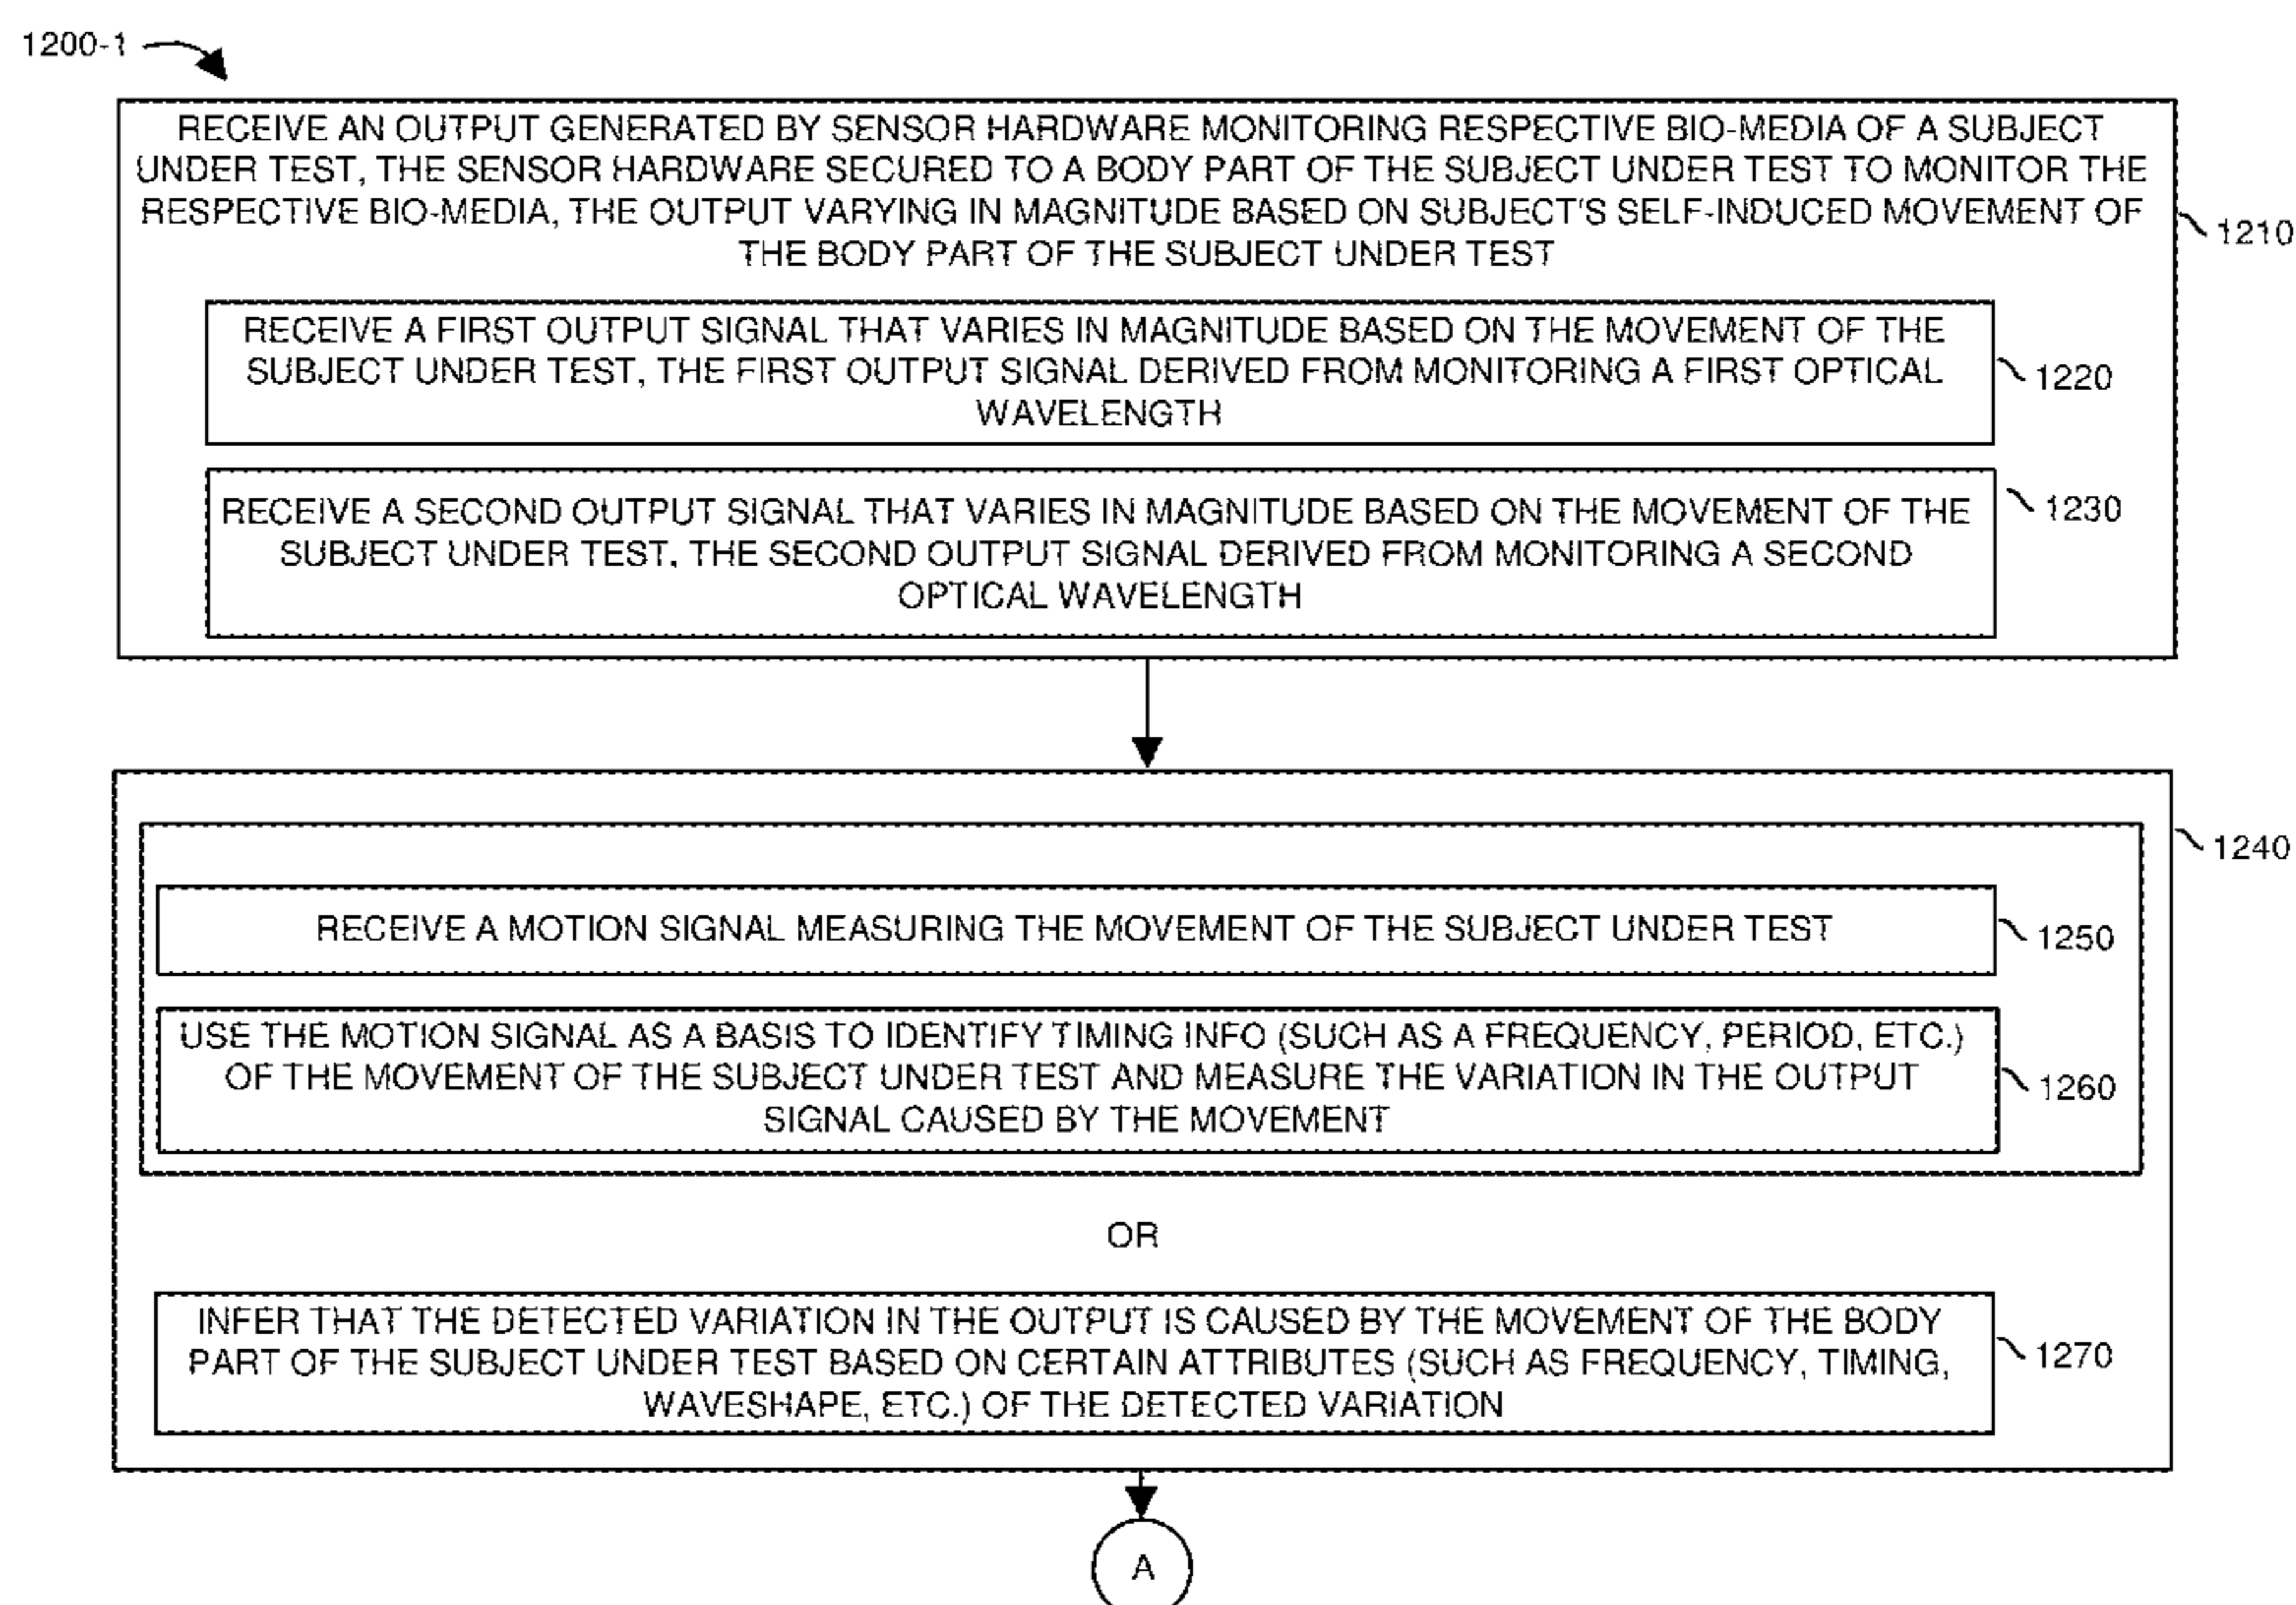 1200-1
RECEIVE AN OUTPUT GENERATED BY SENSOR HARDWARE MONITORING RESPECTIVE BIO-MEDIA OF A SUBJECT
UNDER TEST, THE SENSOR HARDWARE SECURED TO A BODY PART OF THE SUBJECT UNDER TEST TO MONITOR THE
RESPECTIVE BIO-MEDIA, THE OUTPUT VARYING IN MAGNITUDE BASED ON SUBJECT'S SELF-INDUCED MOVEMENT OF
THE BODY PART OF THE SUBJECT UNDER TEST
1210
RECEIVE A FIRST OUTPUT SIGNAL THAT VARIES IN MAGNITUDE BASED ON THE MOVEMENT OF THE
SUBJECT UNDER TEST, THE FIRST OUTPUT SIGNAL DERIVED FROM MONITORING A FIRST OPTICAL
WAVELENGTH
1220
RECEIVE A SECOND OUTPUT SIGNAL THAT VARIES IN MAGNITUDE BASED ON THE MOVEMENT OF THE
SUBJECT UNDER TEST, THE SECOND OUTPUT SIGNAL DERIVED FROM MONITORING A SECOND
OPTICAL WAVELENGTH
1230
1240
RECEIVE A MOTION SIGNAL MEASURING THE MOVEMENT OF THE SUBJECT UNDER TEST
1250
USE THE MOTION SIGNAL AS A BASIS TO IDENTIFY TIMING INFO (SUCH AS A FREQUENCY, PERIOD, ETC.)
OF THE MOVEMENT OF THE SUBJECT UNDER TEST AND MEASURE THE VARIATION IN THE OUTPUT
SIGNAL CAUSED BY THE MOVEMENT
1260
OR
INFER THAT THE DETECTED VARIATION IN THE OUTPUT IS CAUSED BY THE MOVEMENT OF THE BODY
PART OF THE SUBJECT UNDER TEST BASED ON CERTAIN ATTRIBUTES (SUCH AS FREQUENCY, TIMING,
WAVESHAPE, ETC.) OF THE DETECTED VARIATION
1270
A